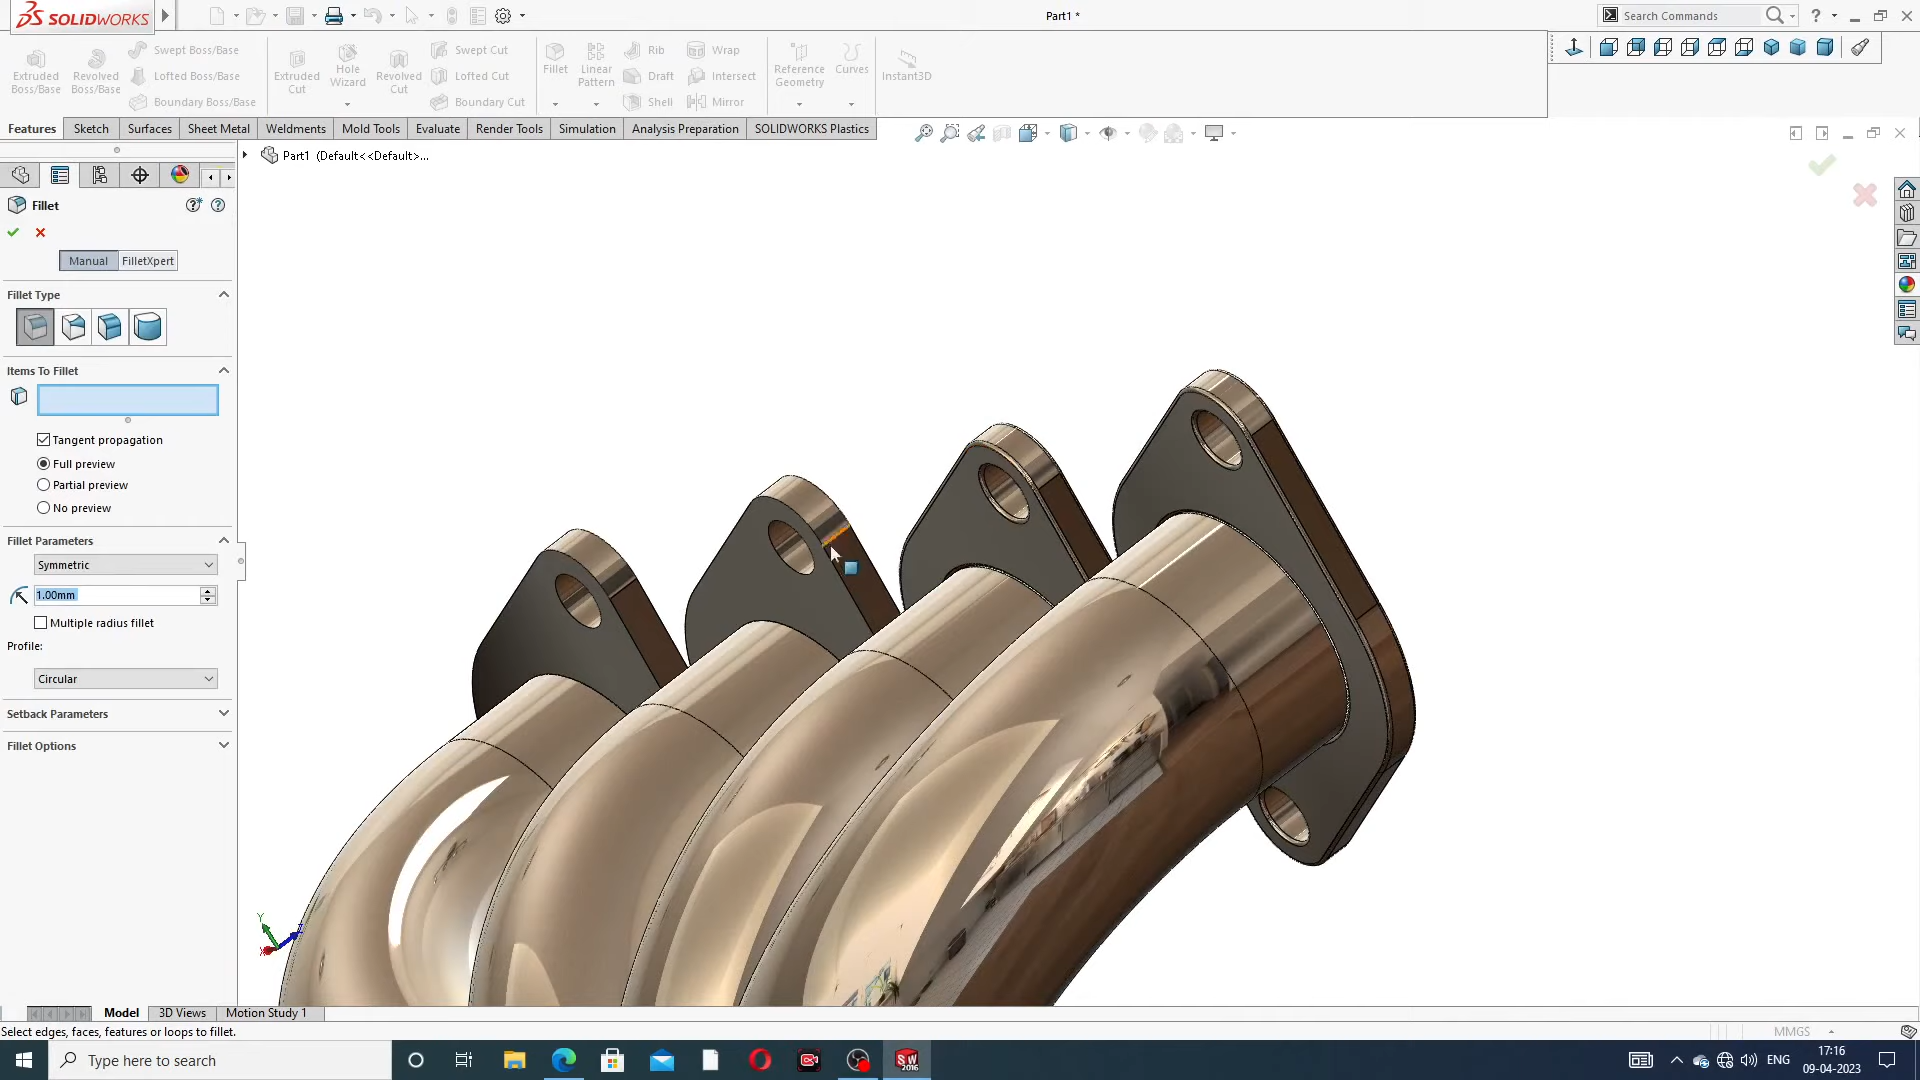 SOLIDWORKS
Part1 *
Search Commands
Extruded Boss/Base
Revolved Boss/Base
Swept Boss/Base
Lofted Boss/Base
Boundary Boss/Base
Extruded Cut
Hole Wizard
Revolved Cut
Swept Cut
Lofted Cut
Boundary Cut
Fillet
Linear Pattern
Rib
Draft
Shell
Wrap
Intersect
Mirror
Reference Geometry
Curves
Instant3D
Features
Sketch
Surfaces
Sheet Metal
Weldments
Mold Tools
Evaluate
Render Tools
Simulation
Analysis Preparation
SOLIDWORKS Plastics
Part1 (Default<<Default>...
Fillet
Manual
FilletXpert
Fillet Type
Items To Fillet
Tangent propagation
Full preview
Partial preview
No preview
Fillet Parameters
Symmetric
1.00mm
Multiple radius fillet
Profile:
Circular
Setback Parameters
Fillet Options
Y
X
Z
Model
3D Views
Motion Study 1
Select edges, faces, features or loops to fillet.
MMGS
Type here to search
SW
2016
ENG
17:16
09-04-2023